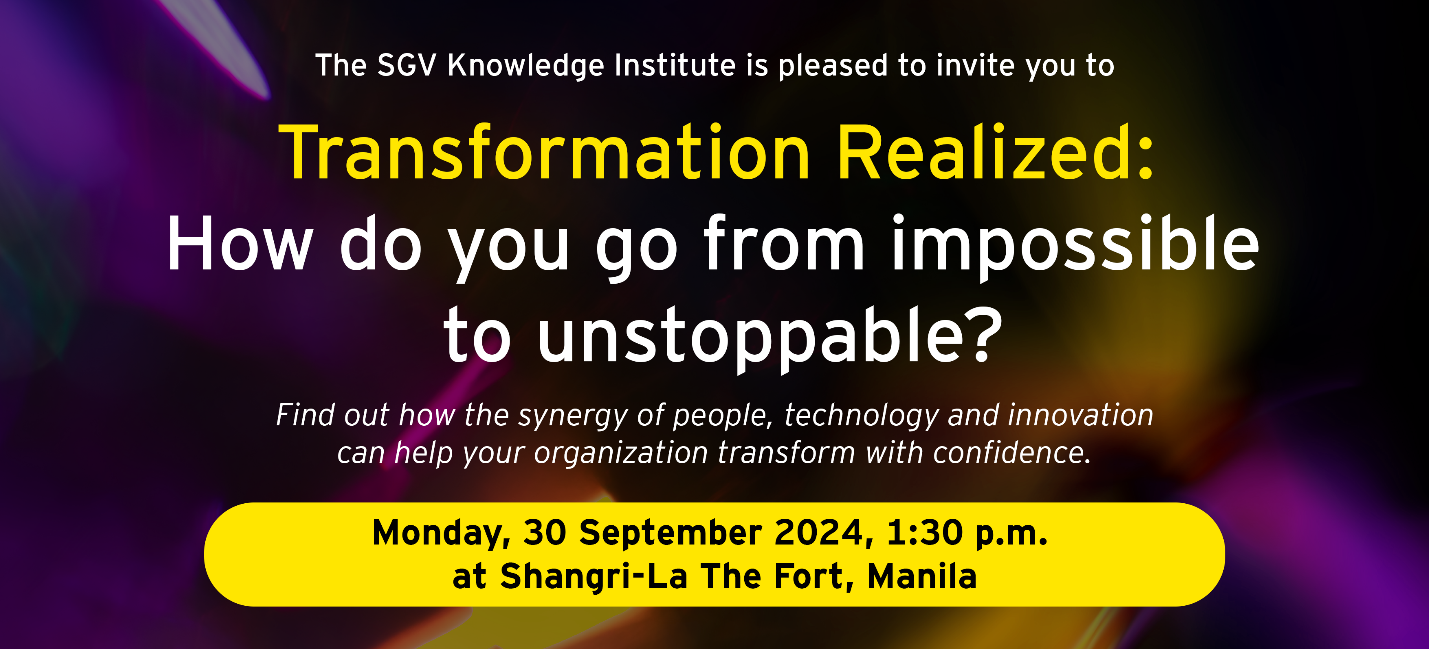 The SGV Knowledge Institute is pleased to invite you to
Transformation Realized:
How do you go from impossible
to unstoppable?
Find out how the synergy of people, technology and innovation
can help your organization transform with confidence.
Monday, 30 September 2024, 1:30 p.m.
at Shangri-La The Fort, Manila